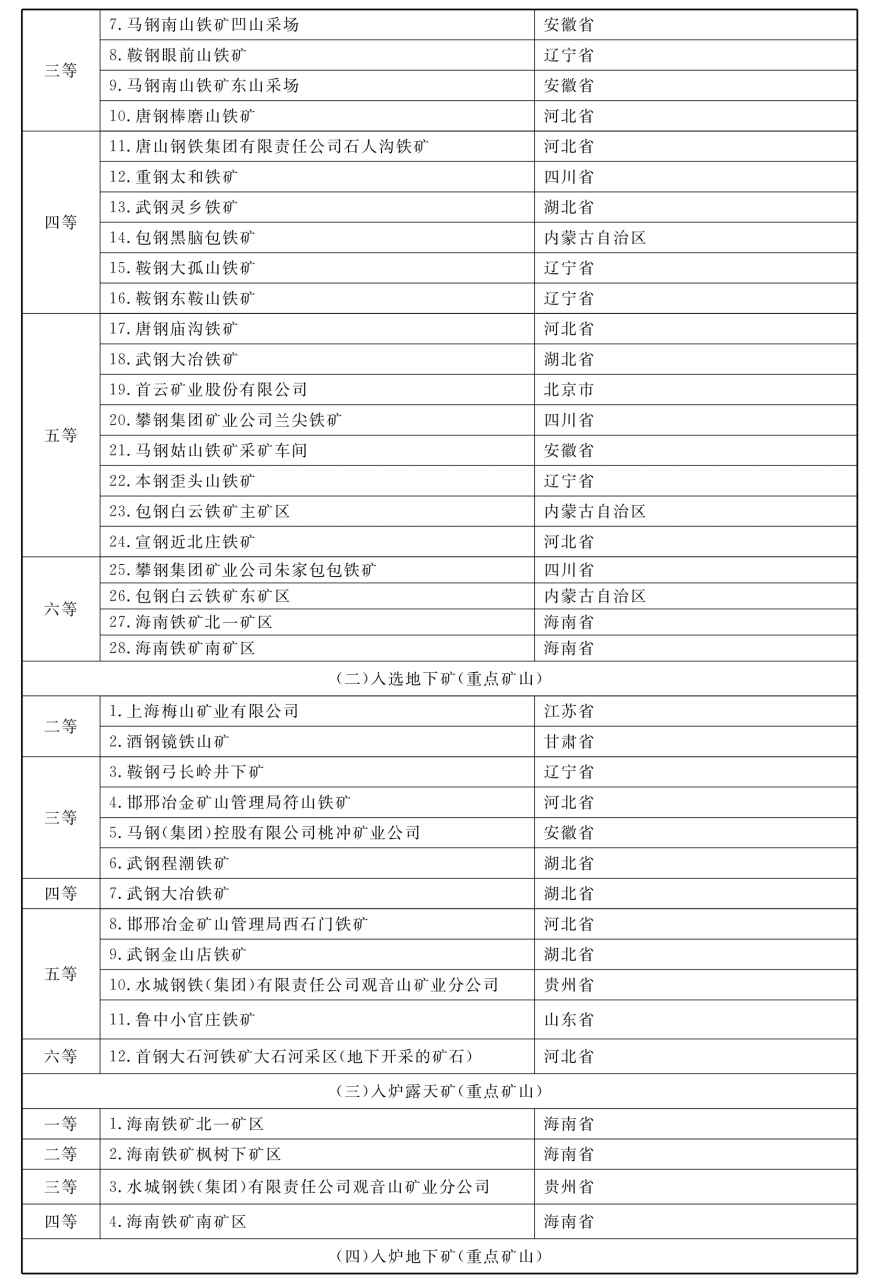 三等
7.马钢南山铁矿凹山采场 安徽省
8.鞍钢眼前山铁矿 辽宁省
9.马钢南山铁矿东山采场 安徽省
10.唐钢棒磨山铁矿 河北省
四等
11.唐山钢铁集团有限责任公司石人沟铁矿 河北省
12.重钢太和铁矿 四川省
13.武钢灵乡铁矿 湖北省
14.包钢黑脑包铁矿 内蒙古自治区
15.鞍钢大孤山铁矿 辽宁省
16.鞍钢东鞍山铁矿 辽宁省
五等
17.唐钢庙沟铁矿 河北省
18.武钢大冶铁矿 湖北省
19.首云矿业股份有限公司 北京市
20.攀钢集团矿业公司兰尖铁矿 四川省
21.马钢姑山铁矿采矿车间 安徽省
22.本钢歪头山铁矿 辽宁省
23.包钢白云铁矿主矿区 内蒙古自治区
24.宣钢近北庄铁矿 河北省
六等
25.攀钢集团矿业公司朱家包包铁矿 四川省
26.包钢白云铁矿东矿区 内蒙古自治区
27.海南铁矿北一矿区 海南省
28.海南铁矿南矿区 海南省
(二)入选地下矿(重点矿山)
二等
1.上海梅山矿业有限公司 江苏省
2.酒钢镜铁山矿 甘肃省
三等
3.鞍钢弓长岭井下矿 辽宁省
4.邯邢冶金矿山管理局符山铁矿 河北省
5.马钢(集团)控股有限公司桃冲矿业公司 安徽省
6.武钢程潮铁矿 湖北省
四等 7.武钢大冶铁矿 湖北省
五等
8.邯邢冶金矿山管理局西石门铁矿 河北省
9.武钢金山店铁矿 湖北省
10.水城钢铁(集团)有限责任公司观音山矿业分公司 贵州省
11.鲁中小官庄铁矿 山东省
六等 12.首钢大石河铁矿大石河采区(地下开采的矿石) 河北省
(三)入炉露天矿(重点矿山)
一等 1.海南铁矿北一矿区 海南省
二等 2.海南铁矿枫树下矿区 海南省
三等 3.水城钢铁(集团)有限责任公司观音山矿业分公司 贵州省
四等 4.海南铁矿南矿区 海南省
(四)入炉地下矿(重点矿山)